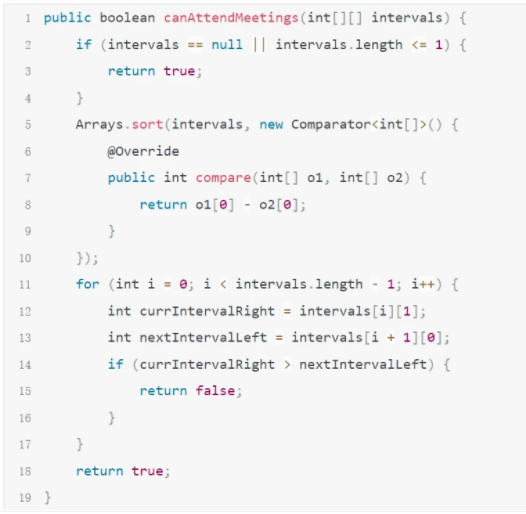 1 public boolean canAttendMeetings(int[][] intervals) {
2     if (intervals == null || intervals.length <= 1) {
3         return true;
4     }
5     Arrays.sort(intervals, new Comparator<int[]>() {
6         @Override
7         public int compare(int[] o1, int[] o2) {
8             return o1[0] - o2[0];
9         }
10     });
11     for (int i = 0; i < intervals.length - 1; i++) {
12         int currIntervalRight = intervals[i][1];
13         int nextIntervalLeft = intervals[i + 1][0];
14         if (currIntervalRight > nextIntervalLeft) {
15             return false;
16         }
17     }
18     return true;
19 }